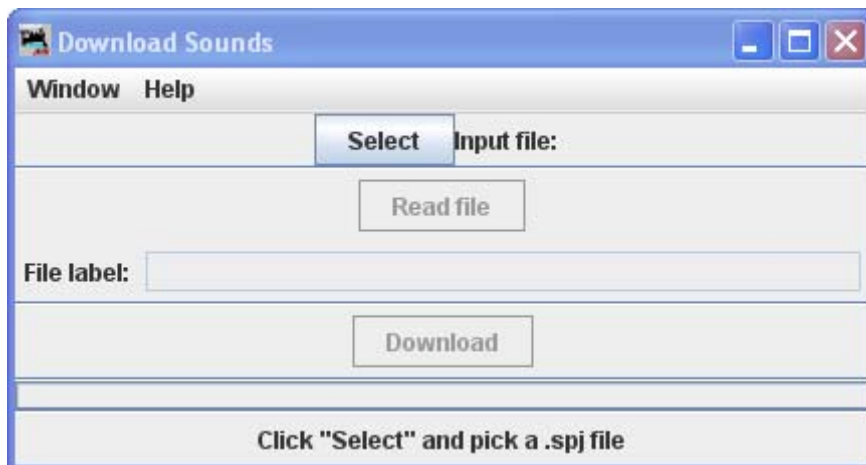 Download Sounds
Window Help
Select Input file:
Read file
File label:
Download
Click "Select" and pick a .spj file